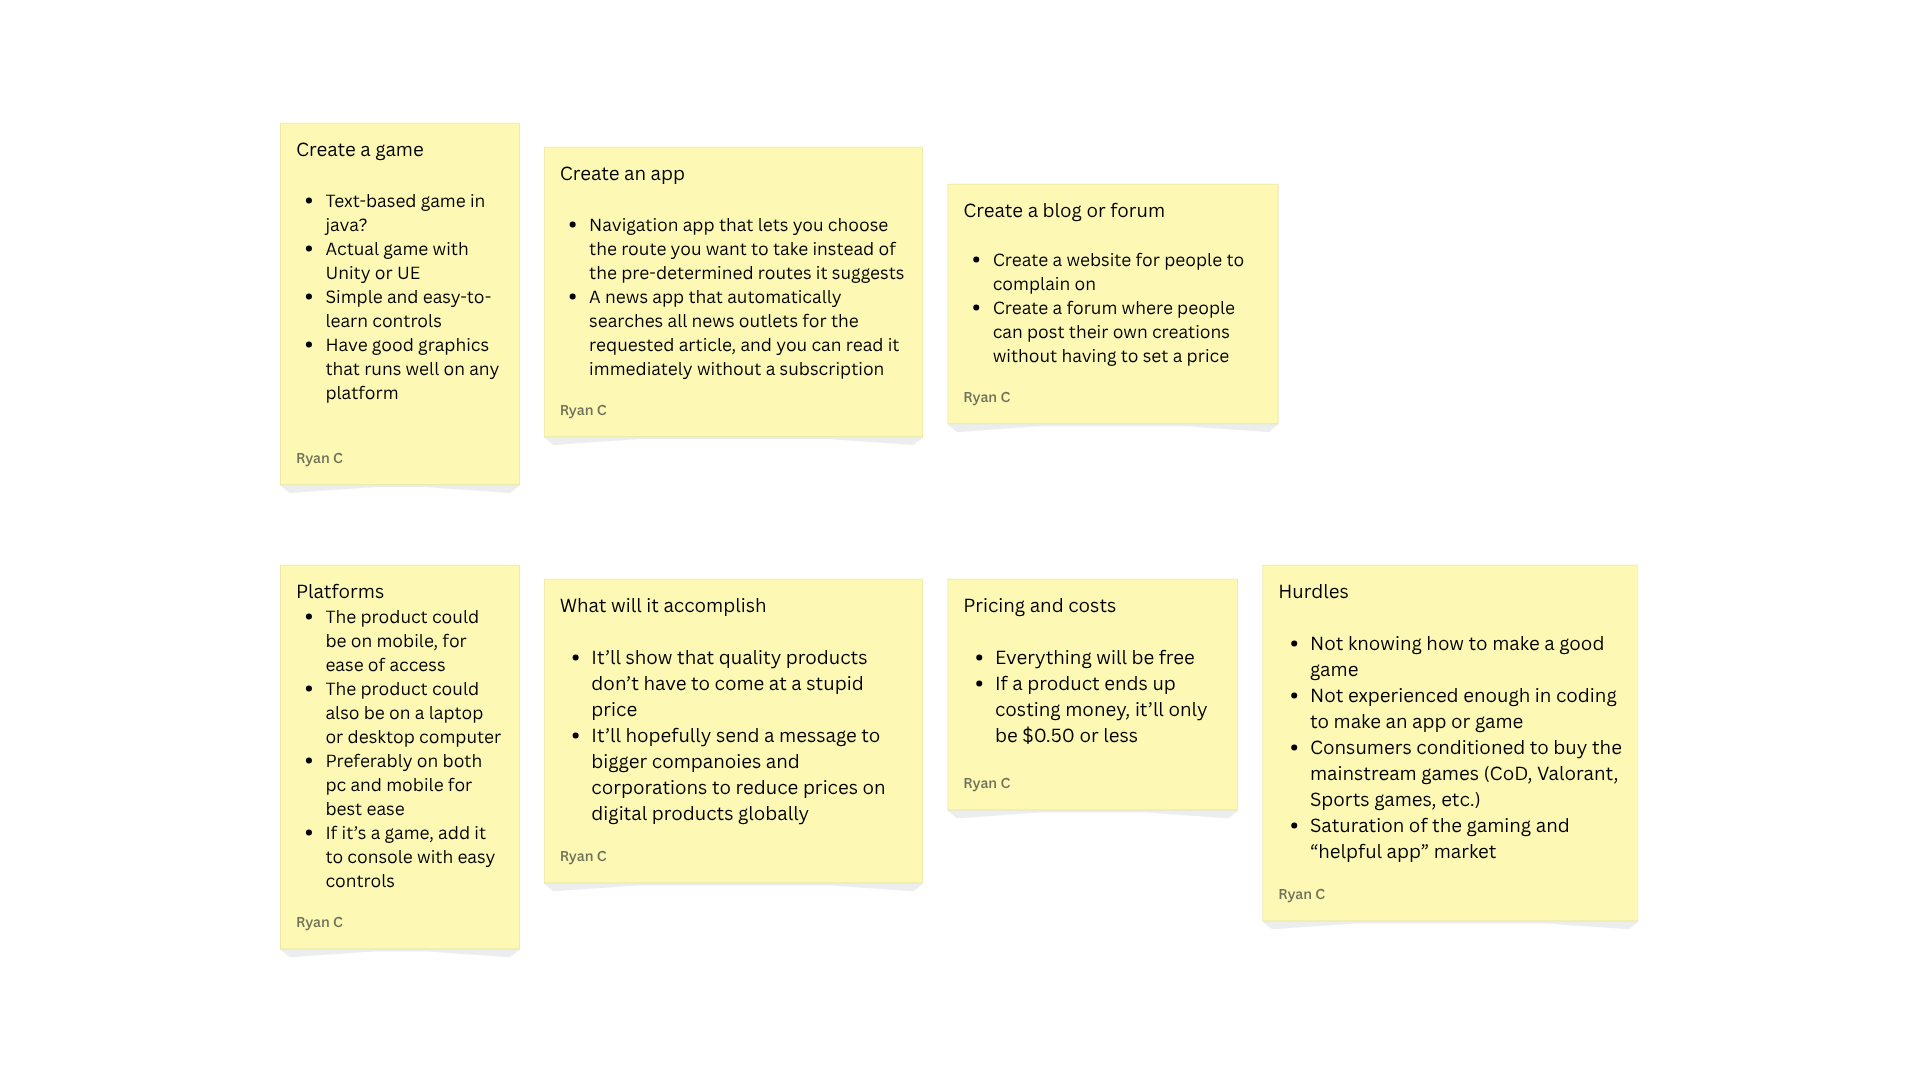 Create a game
• Text-based game in
java?
• Actual game with
Unity or UE
• Simple and easy-to-
learn controls
• Have good graphics
that runs well on any
platform
Ryan C
Create an app
• Navigation app that lets you choose
the route you want to take instead of
the pre-determined routes it suggests
• A news app that automatically
searches all news outlets for the
requested article, and you can read it
immediately without a subscription
Ryan C
Create a blog or forum
• Create a website for people to
complain on
• Create a forum where people
can post their own creations
without having to set a price
Ryan C
Platforms
• The product could
be on mobile, for
ease of access
• The product could
also be on a laptop
or desktop computer
• Preferably on both
pc and mobile for
best ease
• If it’s a game, add it
to console with easy
controls
Ryan C
What will it accomplish
• It’ll show that quality products
don’t have to come at a stupid
price
• It’ll hopefully send a message to
bigger companoies and
corporations to reduce prices on
digital products globally
Ryan C
Pricing and costs
• Everything will be free
• If a product ends up
costing money, it’ll only
be $0.50 or less
Ryan C
Hurdles
• Not knowing how to make a good
game
• Not experienced enough in coding
to make an app or game
• Consumers conditioned to buy the
mainstream games (CoD, Valorant,
Sports games, etc.)
• Saturation of the gaming and
“helpful app” market
Ryan C